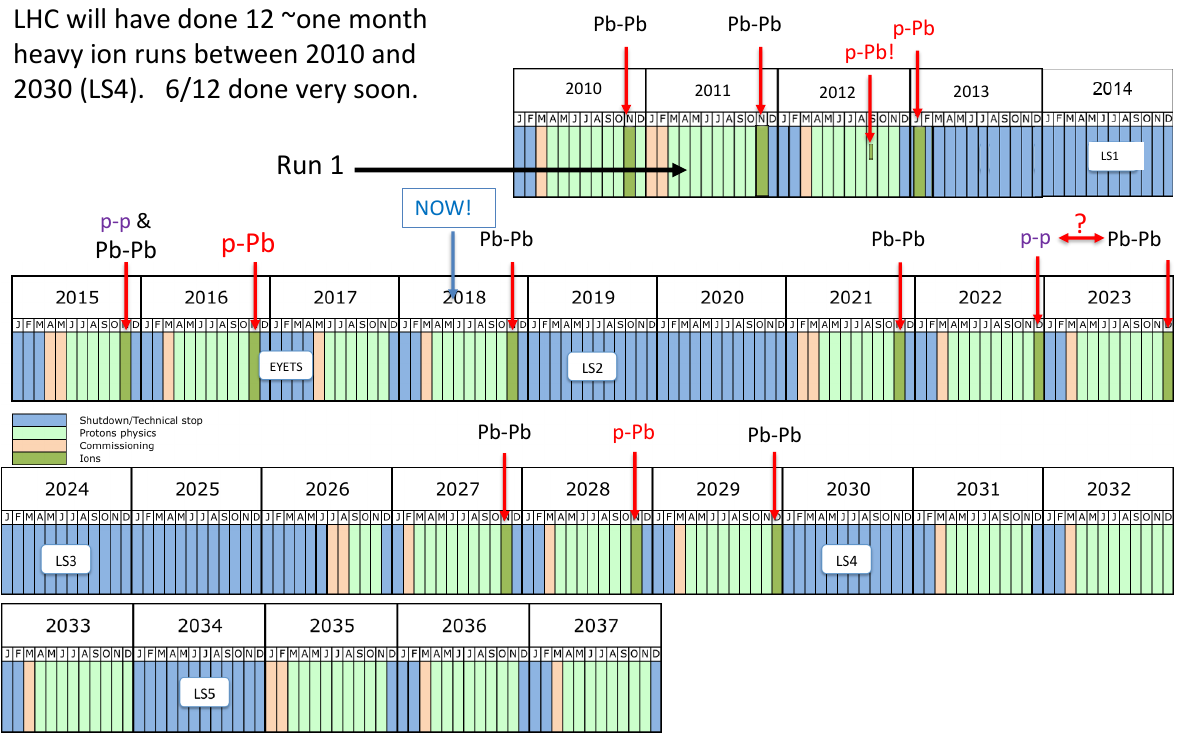 LHC will have done 12 ~one month
heavy ion runs between 2010 and
2030 (LS4).   6/12 done very soon.
Pb-Pb Pb-Pb p-Pb! p-Pb
2010 2011 2012 2013 2014
J F M A M J J A S O N D J F M A M J J A S O N D J F M A M J J A S O N D J F M A M J J A S O N D J F M A M J J A S O N D
Run 1
LS1
NOW!
p-p &
Pb-Pb p-Pb Pb-Pb Pb-Pb p-p ? Pb-Pb
2015 2016 2017 2018 2019 2020 2021 2022 2023
J F M A M J J A S O N D J F M A M J J A S O N D J F M A M J J A S O N D J F M A M J J A S O N D J F M A M J J A S O N D J F M A M J J A S O N D J F M A M J J A S O N D J F M A M J J A S O N D J F M A M J J A S O N D
EYETS LS2
Shutdown/Technical stop
Protons physics
Commissioning
Ions
Pb-Pb p-Pb Pb-Pb
2024 2025 2026 2027 2028 2029 2030 2031 2032
J F M A M J J A S O N D J F M A M J J A S O N D J F M A M J J A S O N D J F M A M J J A S O N D J F M A M J J A S O N D J F M A M J J A S O N D J F M A M J J A S O N D J F M A M J J A S O N D J F M A M J J A S O N D
LS3 LS4
2033 2034 2035 2036 2037
J F M A M J J A S O N D J F M A M J J A S O N D J F M A M J J A S O N D J F M A M J J A S O N D J F M A M J J A S O N D
LS5